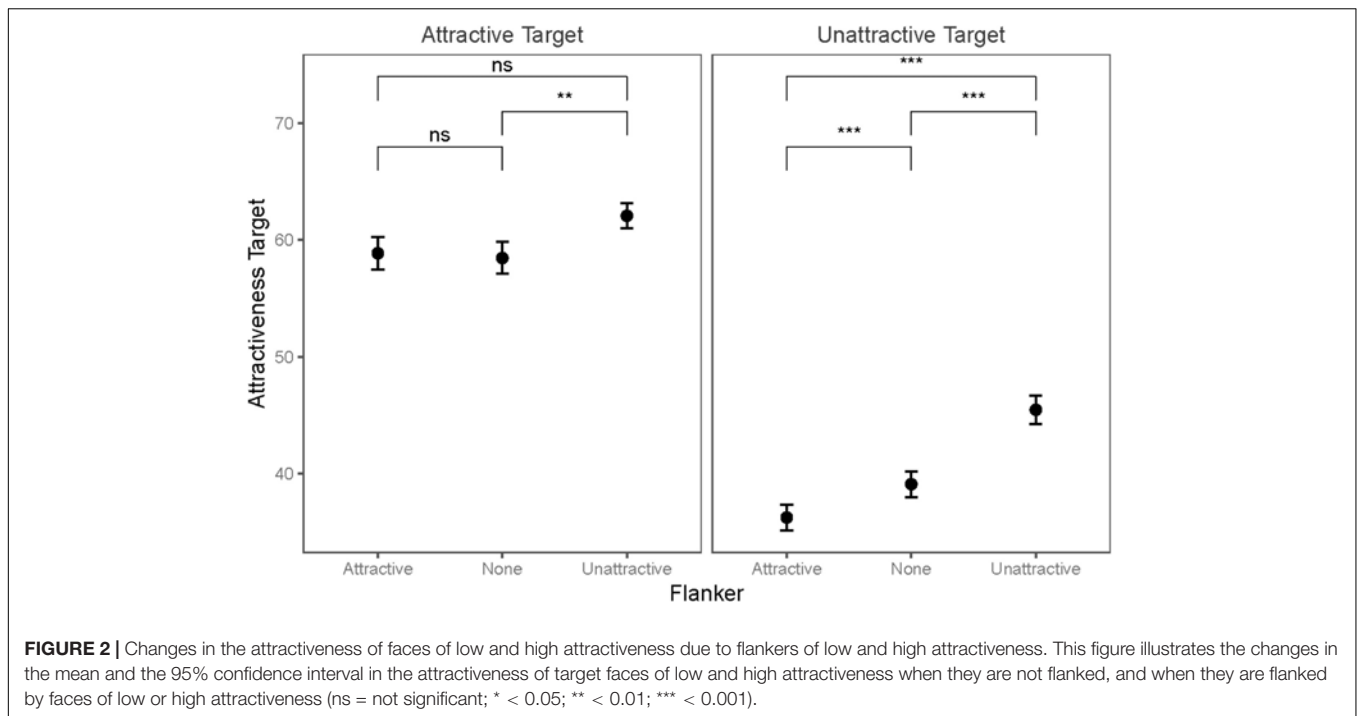 Attractive Target
Unattractive Target
ns
***
**
***
ns
***
70
60
50
40
Attractiveness Target
Attractive
None
Unattractive
Attractive
None
Unattractive
Flanker
FIGURE 2 | Changes in the attractiveness of faces of low and high attractiveness due to flankers of low and high attractiveness. This figure illustrates the changes in
the mean and the 95% confidence interval in the attractiveness of target faces of low and high attractiveness when they are not flanked, and when they are flanked
by faces of low or high attractiveness (ns = not significant; * < 0.05; ** < 0.01; *** < 0.001).